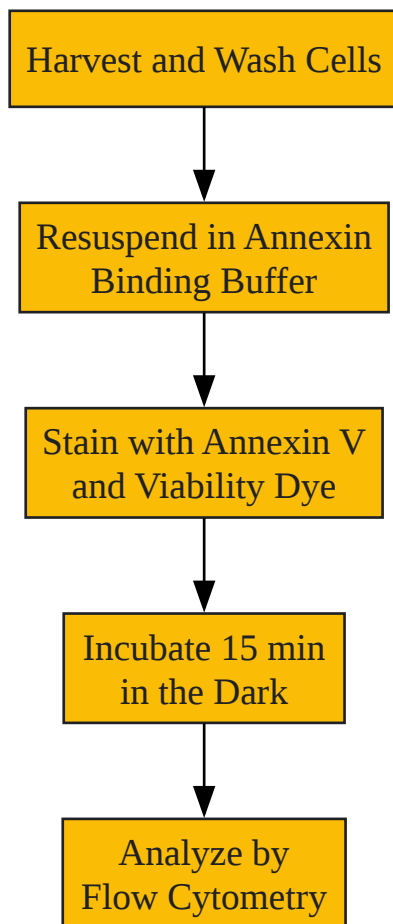 Harvest and Wash Cells
Resuspend in Annexin
Binding Buffer
Stain with Annexin V
and Viability Dye
Incubate 15 min
in the Dark
Analyze by
Flow Cytometry